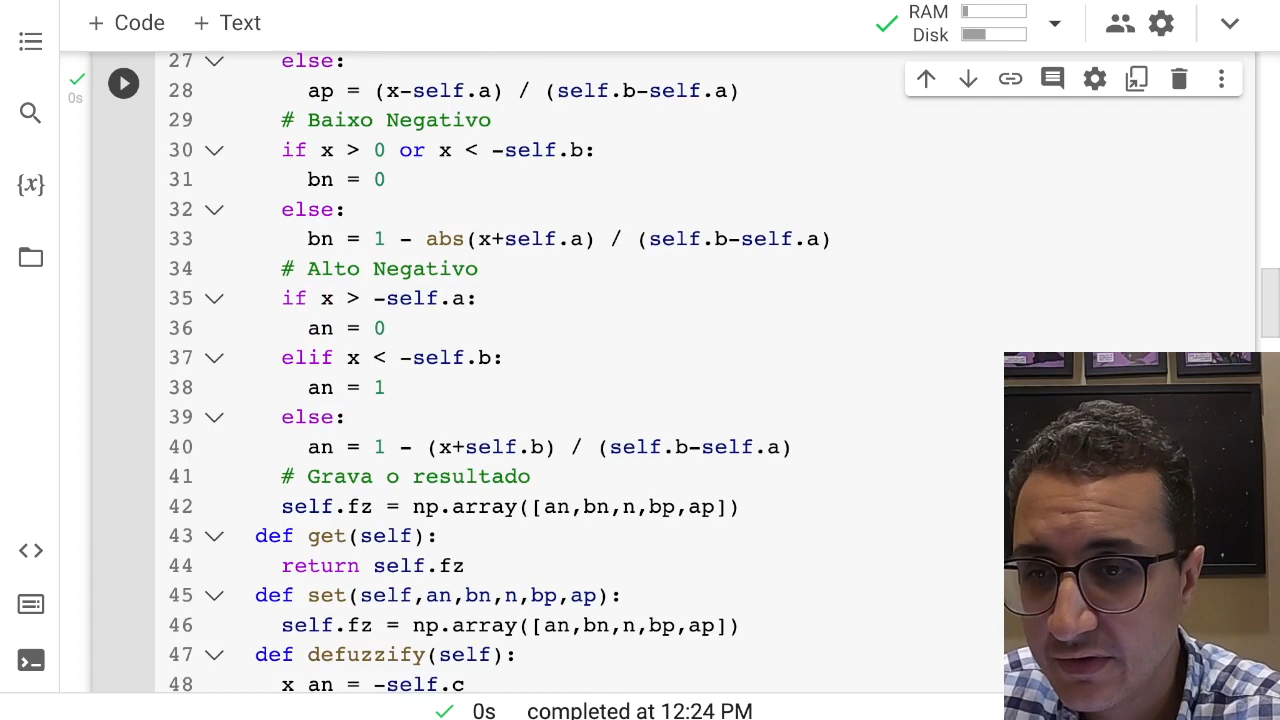 + Code + Text
RAM
Disk
0s
27 else:
28 ap = (x-self.a) / (self.b-self.a)
29 # Baixo Negativo
30 if x > 0 or x < -self.b:
31 bn = 0
32 else:
33 bn = 1 - abs(x+self.a) / (self.b-self.a)
34 # Alto Negativo
35 if x > -self.a:
36 an = 0
37 elif x < -self.b:
38 an = 1
39 else:
40 an = 1 - (x+self.b) / (self.b-self.a)
41 # Grava o resultado
42 self.fz = np.array([an,bn,n,bp,ap])
43 def get(self):
44 return self.fz
45 def set(self,an,bn,n,bp,ap):
46 self.fz = np.array([an,bn,n,bp,ap])
47 def defuzzify(self):
48 x_an = -self.c
{x}
0s completed at 12:24 PM